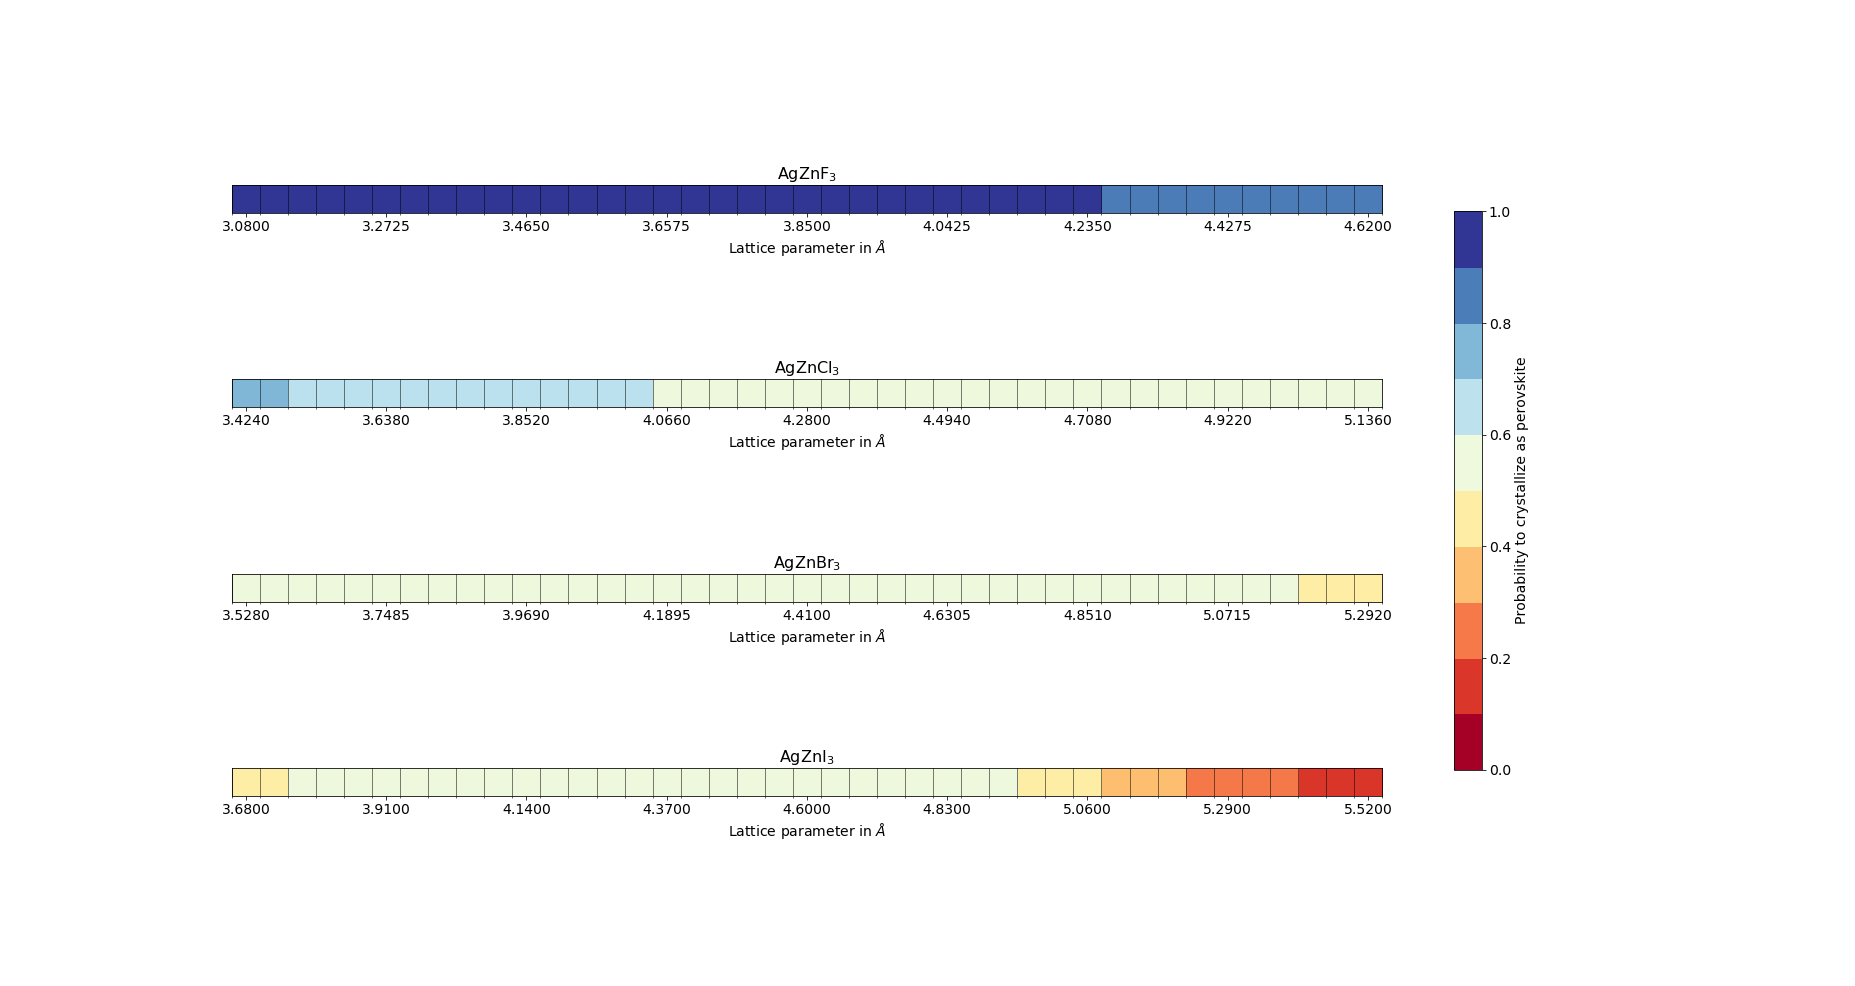 AgZnF₃
3.0800 3.2725 3.4650 3.6575 3.8500 4.0425 4.2350 4.4275 4.6200
Lattice parameter in Å
AgZnCl₃
3.4240 3.6380 3.8520 4.0660 4.2800 4.4940 4.7080 4.9220 5.1360
Lattice parameter in Å
AgZnBr₃
3.5280 3.7485 3.9690 4.1895 4.4100 4.6305 4.8510 5.0715 5.2920
Lattice parameter in Å
AgZnI₃
3.6800 3.9100 4.1400 4.3700 4.6000 4.8300 5.0600 5.2900 5.5200
Lattice parameter in Å
1.0
0.8
0.6
0.4
0.2
0.0
Probability to crystallize as perovskite